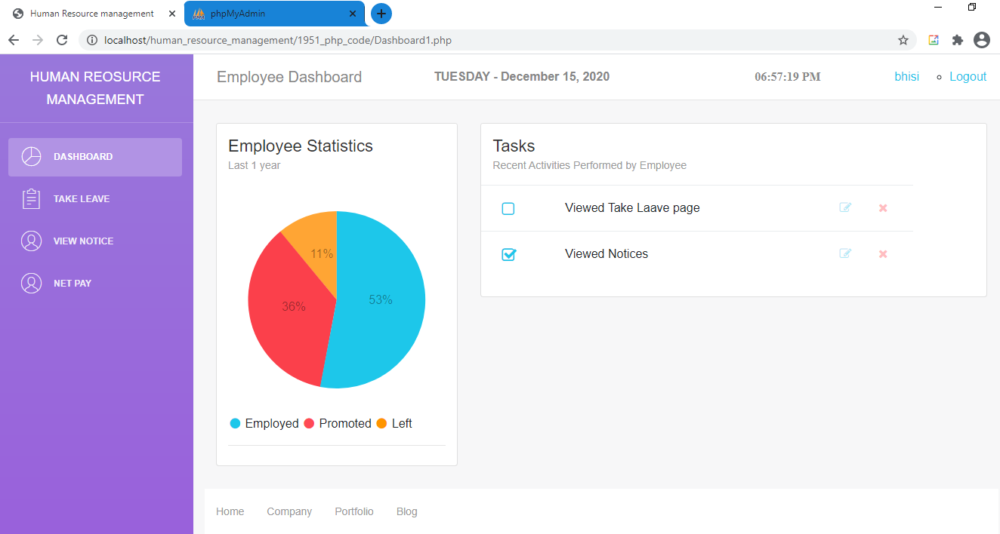 Human Resource management
phpMyAdmin
localhost/human_resource_management/1951_php_code/Dashboard1.php
HUMAN REOSURCE
MANAGEMENT
DASHBOARD
TAKE LEAVE
VIEW NOTICE
NET PAY
Employee Dashboard
TUESDAY - December 15, 2020
06:57:19 PM
bhisi
Logout
Employee Statistics
Last 1 year
11%
53%
36%
Employed
Promoted
Left
Tasks
Recent Activities Performed by Employee
Viewed Take Laave page
Viewed Notices
Home
Company
Portfolio
Blog